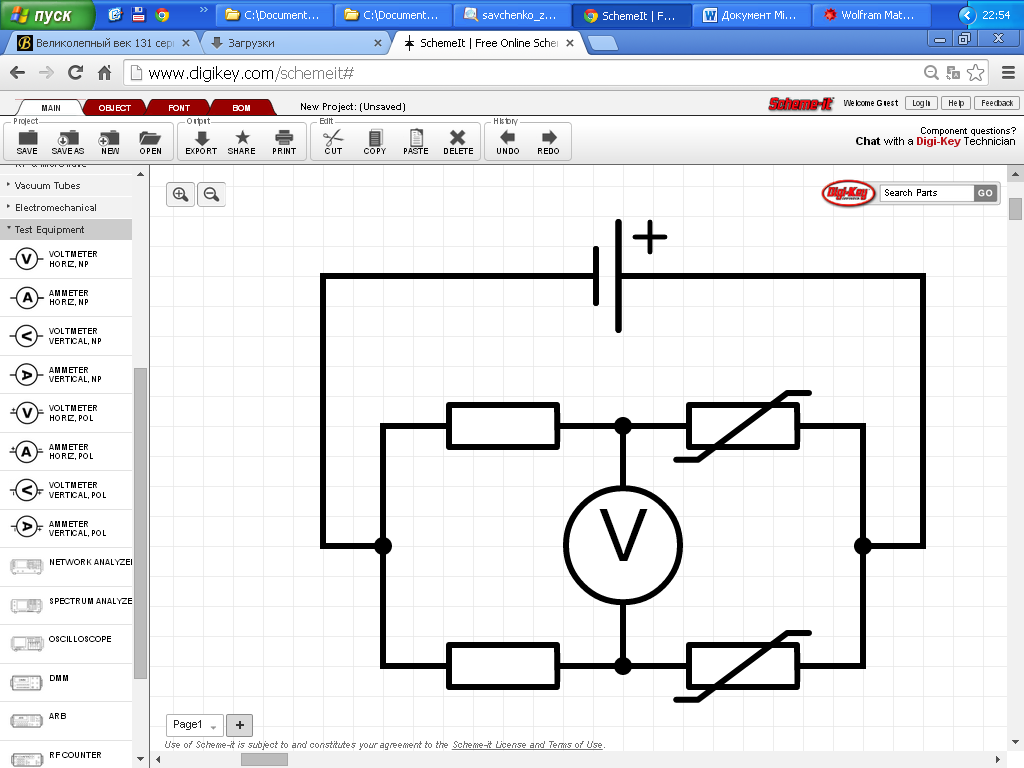 пуск
C:\Document...
C:\Document...
savchenko_z...
SchemeIt | F...
Документ Mi...
Wolfram Mat...
22:54
Великолепный век 131 сери
Загрузки
SchemeIt | Free Online Sche
www.digikey.com/schemeit#
MAIN
OBJECT
FONT
BOM
New Project: (Unsaved)
Scheme-it
Welcome Guest
Log In
Help
Feedback
Project
Output
Edit
History
SAVE
SAVE AS
NEW
OPEN
EXPORT
SHARE
PRINT
CUT
COPY
PASTE
DELETE
UNDO
REDO
Component questions?
Chat with a Digi-Key Technician
Vacuum Tubes
Electromechanical
Test Equipment
V VOLTMETER
HORIZ, NP
A AMMETER
HORIZ, NP
V VOLTMETER
VERTICAL, NP
A AMMETER
VERTICAL, NP
V VOLTMETER
HORIZ, POL
A AMMETER
HORIZ, POL
V VOLTMETER
VERTICAL, POL
A AMMETER
VERTICAL, POL
NETWORK ANALYZE
SPECTRUM ANALYZE
OSCILLOSCOPE
DMM
ARB
RF COUNTER
Digi-Key
Search Parts
GO
+
V
Page1
+
Use of Scheme-it is subject to and constitutes your agreement to the Scheme-it License and Terms of Use.